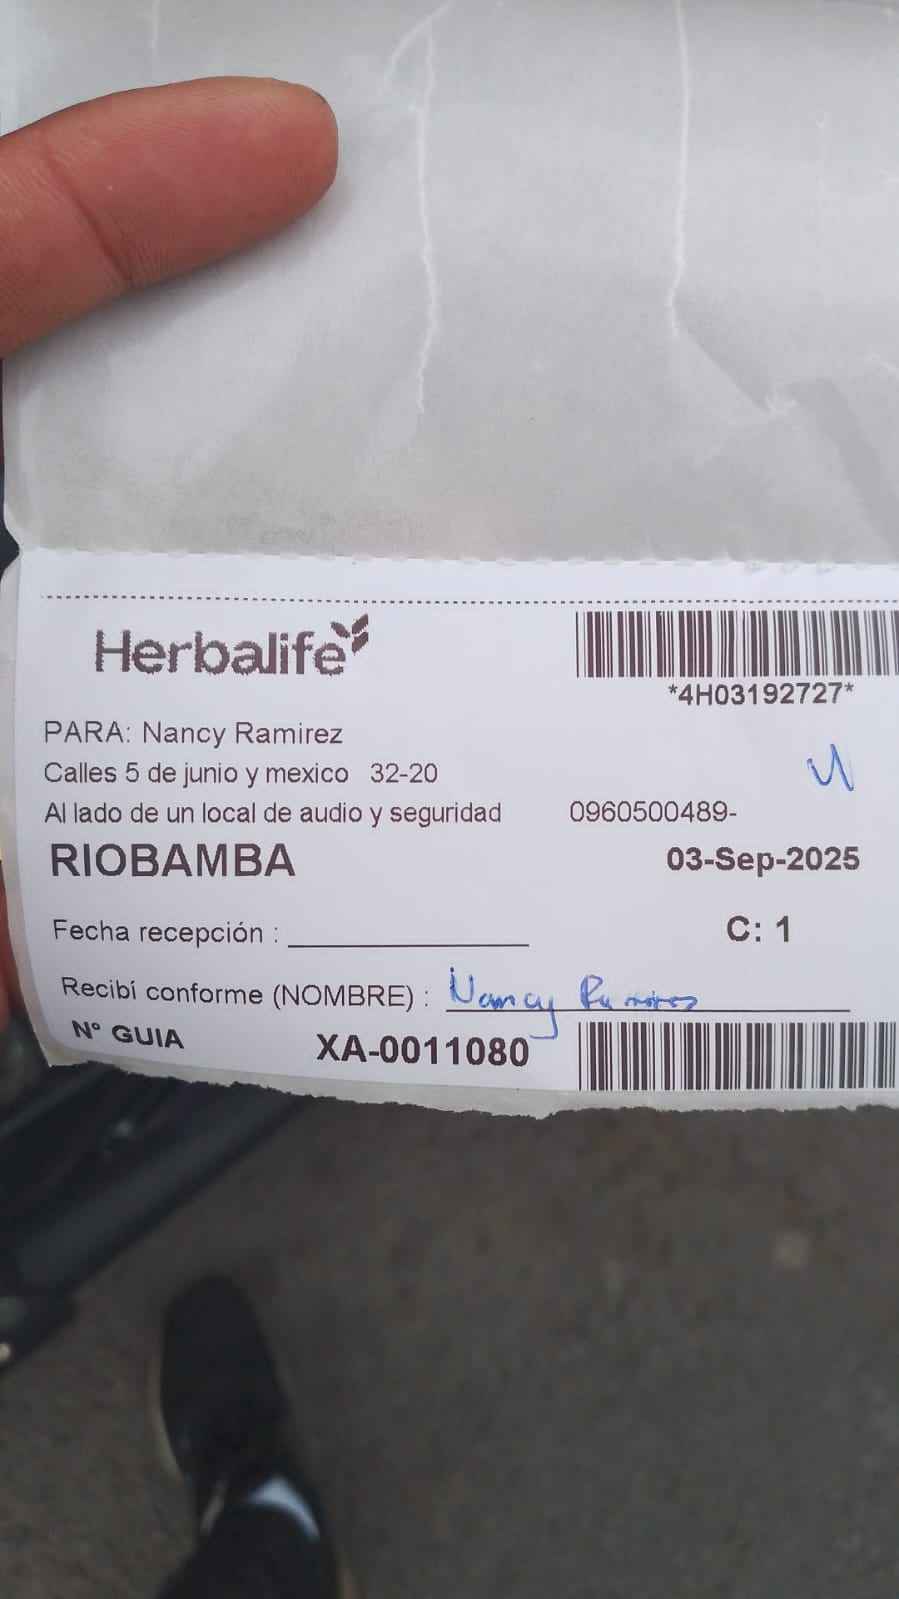 Herbalife
*4H03192727*
PARA: Nancy Ramirez
Calles 5 de junio y mexico 32-20
Al lado de un local de audio y seguridad 0960500489-
RIOBAMBA 03-Sep-2025
Fecha recepción : C: 1
Recibí conforme (NOMBRE) : Nancy Ramirez
N° GUIA XA-0011080